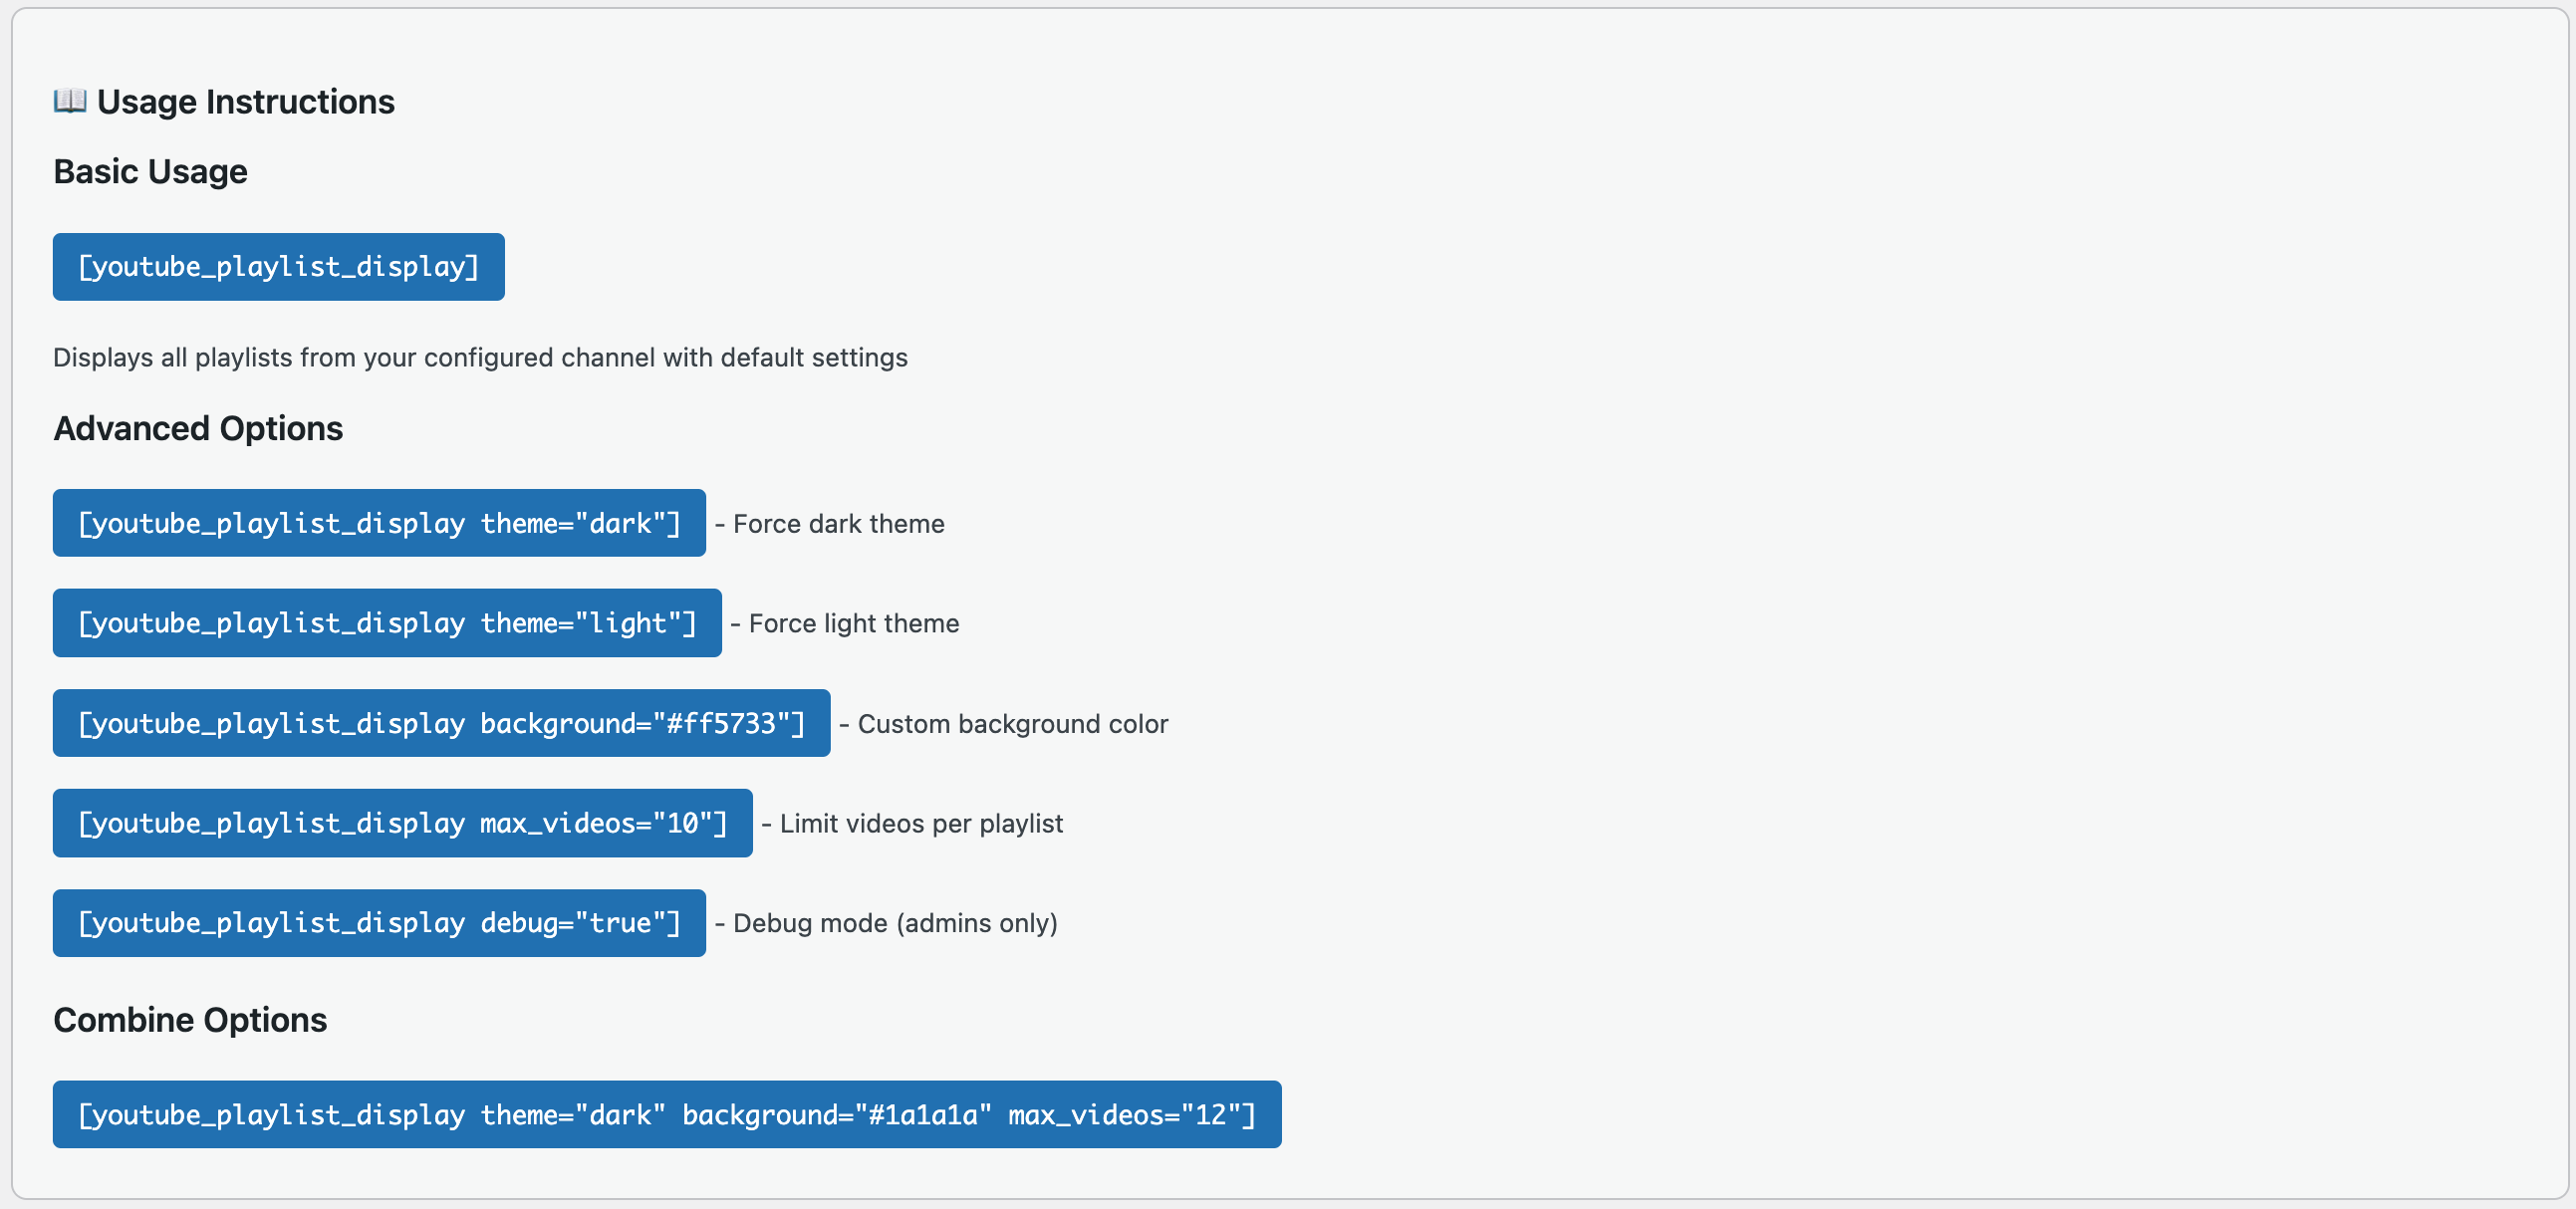 📖 Usage Instructions
Basic Usage
[youtube_playlist_display]
Displays all playlists from your configured channel with default settings
Advanced Options
[youtube_playlist_display theme="dark"] - Force dark theme
[youtube_playlist_display theme="light"] - Force light theme
[youtube_playlist_display background="#ff5733"] - Custom background color
[youtube_playlist_display max_videos="10"] - Limit videos per playlist
[youtube_playlist_display debug="true"] - Debug mode (admins only)
Combine Options
[youtube_playlist_display theme="dark" background="#1a1a1a" max_videos="12"]